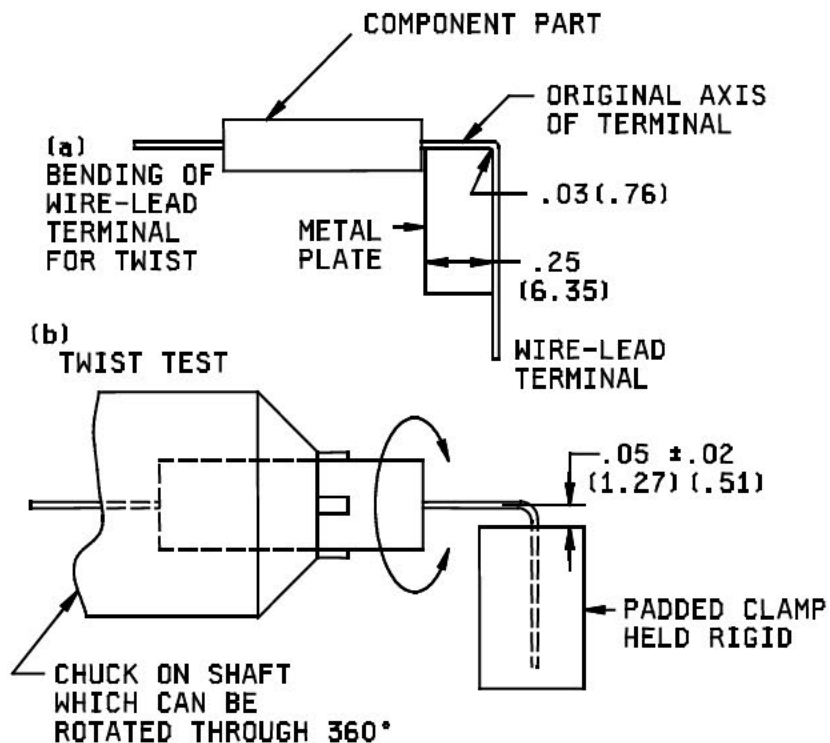 COMPONENT PART
ORIGINAL AXIS
OF TERMINAL
(a)
BENDING OF
WIRE-LEAD
TERMINAL
FOR TWIST
.03(.76)
METAL
PLATE
.25
(6.35)
WIRE-LEAD
TERMINAL
(b)
TWIST TEST
.05 ±.02
(1.27)(.51)
PADDED CLAMP
HELD RIGID
CHUCK ON SHAFT
WHICH CAN BE
ROTATED THROUGH 360°